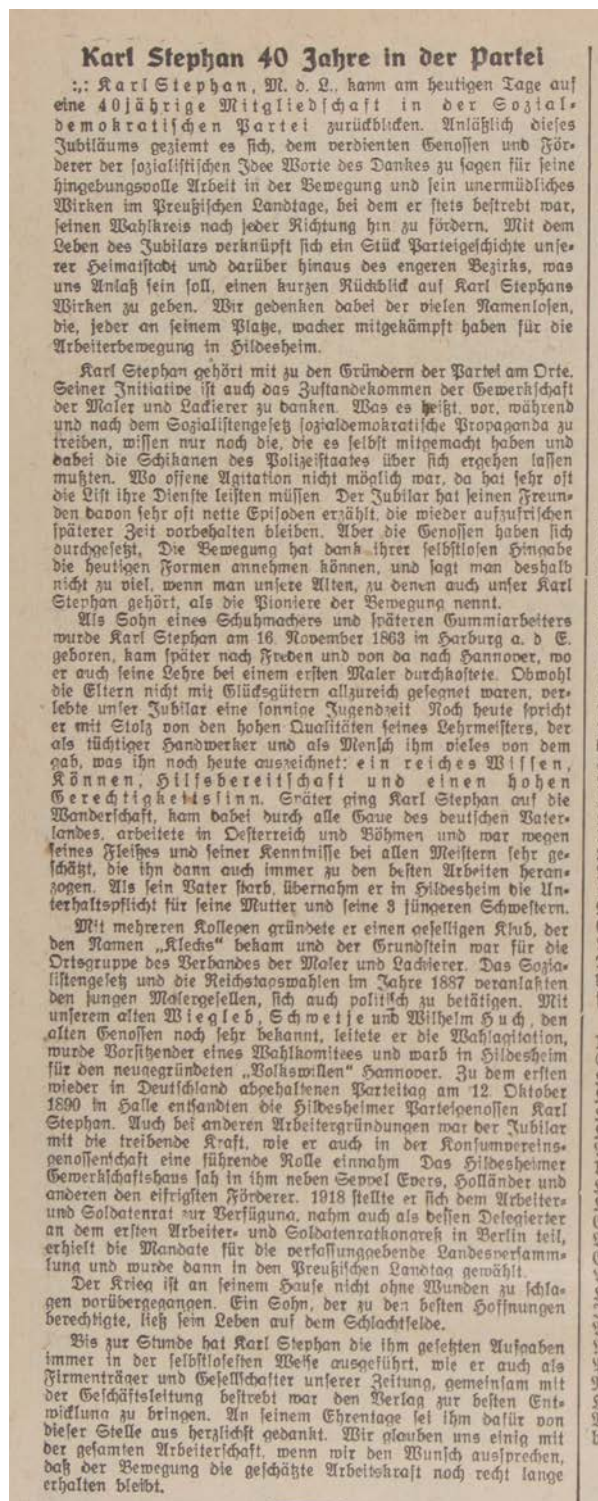 Karl Stephan 40 Jahre in der Partei
:,: Karl Stephan, M. d. L., kann am heutigen Tage auf
eine 40jährige Mitgliedschaft in der Sozial-
demokratischen Partei zurückblicken. Anläßlich dieses
Jubiläums geziemt es sich, dem verdienten Genossen und För-
derer der sozialistischen Idee Worte des Dankes zu sagen für seine
hingebungsvolle Arbeit in der Bewegung und sein unermüdliches
Wirken im Preußischen Landtage, bei dem er stets bestrebt war,
seinen Wahlkreis nach jeder Richtung hin zu fördern. Mit dem
Leben des Jubilars verknüpft sich ein Stück Parteigeschichte unse-
rer Heimatstadt und darüber hinaus des engeren Bezirks, was
uns Anlaß sein soll, einen kurzen Rückblick auf Karl Stephans
Wirken zu geben. Wir gedenken dabei der vielen Namenlosen,
die, jeder an seinem Platze, wacker mitgekämpft haben für die
Arbeiterbewegung in Hildesheim.
Karl Stephan gehört mit zu den Gründern der Partei am Orte.
Seiner Initiative ist auch das Zustandekommen der Gewerkschaft
der Maler und Lackierer zu danken. Was es heißt, vor, während
und nach dem Sozialistengesetz sozialdemokratische Propaganda zu
treiben, wissen nur noch die, die es selbst mitgemacht haben und
dabei die Schikanen des Polizeistaates über sich ergehen lassen
mußten. Wo offene Agitation nicht möglich war, da hat sehr oft
die List ihre Dienste leisten müssen Der Jubilar hat seinen Freun-
den davon sehr oft nette Episoden erzählt, die wieder aufzufrischen
späterer Zeit vorbehalten bleiben. Aber die Genossen haben sich
durchgesetzt, Die Bewegung hat dank ihrer selbstlosen Hingabe
die heutigen Formen annehmen können, und sagt man deshalb
nicht zu viel, wenn man unsere Alten, zu denen auch unser Karl
Stephan gehört, als die Pioniere der Bewegung nennt.
Als Sohn eines Schuhmachers und späteren Gummiarbeiters
wurde Karl Stephan am 16. November 1863 in Harburg a. d E.
geboren, kam später nach Freden und von da nach Hannover, wo
er auch seine Lehre bei einem ersten Maler durchkostete. Obwohl
die Eltern nicht mit Glücksgütern allzureich gesegnet waren, ver-
lebte unser Jubilar eine sonnige Jugendzeit Noch heute spricht
er mit Stolz von den hohen Qualitäten seines Lehrmeisters, der
als tüchtiger Handwerker und als Mensch ihm vieles von dem
gab, was ihn noch heute auszeichnet: ein reiches Wissen,
Können, Hilfsbereitschaft und einen hohen
Gerechtigkeitssinn. Später ging Karl Stephan auf die
Wanderschaft, kam dabei durch alle Gaue des deutschen Vater-
landes, arbeitete in Oesterreich und Böhmen und war wegen
seines Fleißes und seiner Kenntnisse bei allen Meistern sehr ge-
schätzt, die ihn dann auch immer zu den besten Arbeiten heran-
zogen. Als sein Vater starb, übernahm er in Hildesheim die Un-
terhaltspflicht für seine Mutter und seine 3 jüngeren Schwestern.
Mit mehreren Kollegen gründete er einen geselligen Klub, der
den Namen „Klecks“ bekam und der Grundstein war für die
Ortsgruppe des Verbandes der Maler und Lackierer. Das Sozia-
listengesetz und die Reichstagswahlen im Jahre 1887 veranlaßten
den jungen Malergesellen, sich auch politisch zu betätigen. Mit
unserem alten Wiegleb, Schwetje und Wilhelm Huch, den
alten Genossen noch sehr bekannt, leitete er die Wahlagitation,
wurde Vorsitzender eines Wahlkomitees und warb in Hildesheim
für den neugegründeten „Volkswillen“ Hannover. Zu dem ersten
wieder in Deutschland abgehaltenen Parteitag am 12. Oktober
1890 in Halle entsandten die Hildesheimer Parteigenossen Karl
Stephan. Auch bei anderen Arbeitergründungen war der Jubilar
mit die treibende Kraft, wie er auch in der Konsumvereins-
genossenschaft eine führende Rolle einnahm Das Hildesheimer
Gewerkschaftshaus sah in ihm neben Seppel Evers, Holländer und
anderen den eifrigsten Förderer. 1918 stellte er sich dem Arbeiter-
und Soldatenrat zur Verfügung, nahm auch als dessen Delegierter
an dem ersten Arbeiter- und Soldatenratkongreß in Berlin teil,
erhielt die Mandate für die verfassunggebende Landesversamm-
lung und wurde dann in den Preußischen Landtag gewählt.
Der Krieg ist an seinem Hause nicht ohne Wunden zu schla-
gen vorübergegangen. Ein Sohn, der zu den besten Hoffnungen
berechtigte, ließ sein Leben auf dem Schlachtfelde.
Bis zur Stunde hat Karl Stephan die ihm gesetzten Aufgaben
immer in der selbstlosesten Weise ausgeführt, wie er auch als
Firmenträger und Gesellschafter unserer Zeitung, gemeinsam mit
der Geschäftsleitung bestrebt war den Verlag zur besten Ent-
wicklung zu bringen. An seinem Ehrentage sei ihm dafür von
dieser Stelle aus herzlichst gedankt. Wir glauben uns einig mit
der gesamten Arbeiterschaft, wenn wir den Wunsch aussprechen,
daß der Bewegung die geschätzte Arbeitskraft noch recht lange
erhalten bleibt.